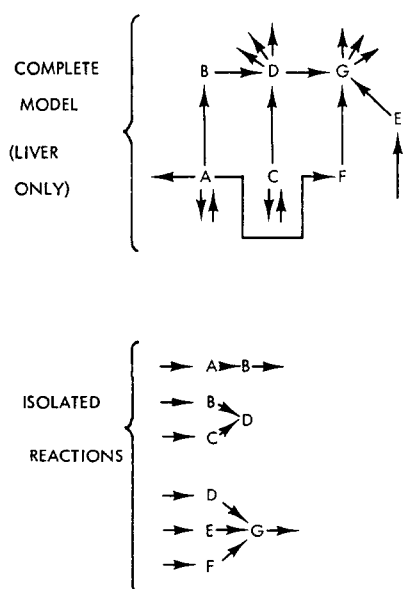 COMPLETE
MODEL
(LIVER
ONLY)
B D G
E
A C F
ISOLATED
REACTIONS
A B
B
D
C
D
E G
F